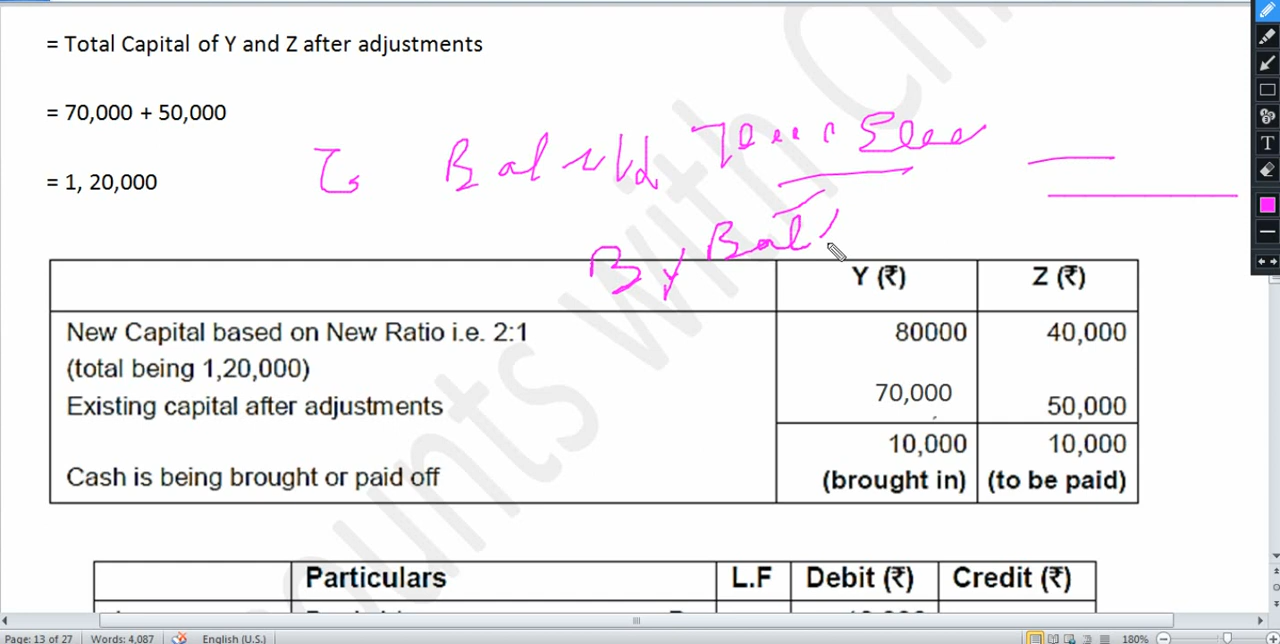 = Total Capital of Y and Z after adjustments
= 70,000 + 50,000
To Bal c/d 70000 50000
= 1, 20,000
By Bal
Y (₹) Z (₹)
New Capital based on New Ratio i.e. 2:1 80000 40,000
(total being 1,20,000)
Existing capital after adjustments 70,000 50,000
10,000 10,000
Cash is being brought or paid off (brought in) (to be paid)
Particulars L.F Debit (₹) Credit (₹)
Page: 13 of 27 Words: 4,087 English (U.S.) 180%